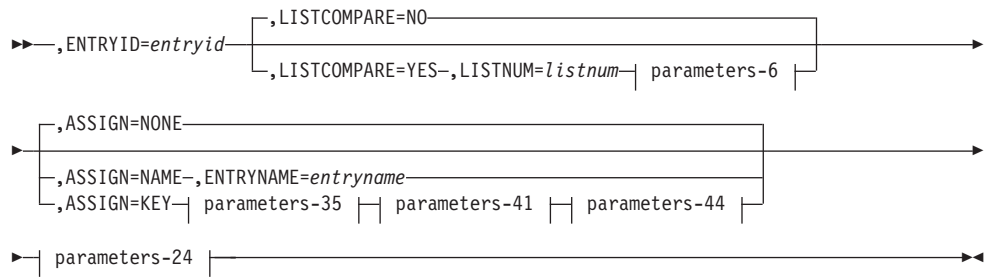 ,LISTCOMPARE=NO
,ENTRYID=entryid
,LISTCOMPARE=YES ,LISTNUM=listnum parameters-6
,ASSIGN=NONE
,ASSIGN=NAME ,ENTRYNAME=entryname
,ASSIGN=KEY parameters-35 parameters-41 parameters-44
parameters-24